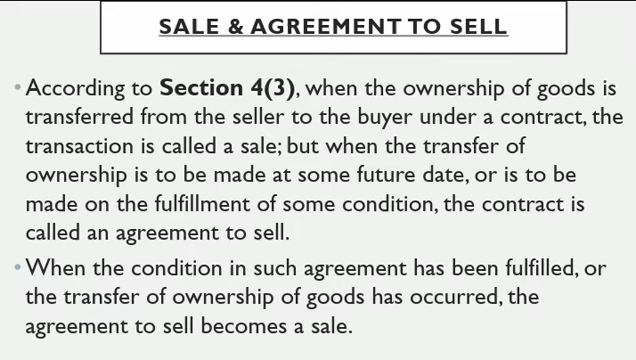 SALE & AGREEMENT TO SELL
• According to Section 4(3), when the ownership of goods is
transferred from the seller to the buyer under a contract, the
transaction is called a sale; but when the transfer of
ownership is to be made at some future date, or is to be
made on the fulfillment of some condition, the contract is
called an agreement to sell.
• When the condition in such agreement has been fulfilled, or
the transfer of ownership of goods has occurred, the
agreement to sell becomes a sale.